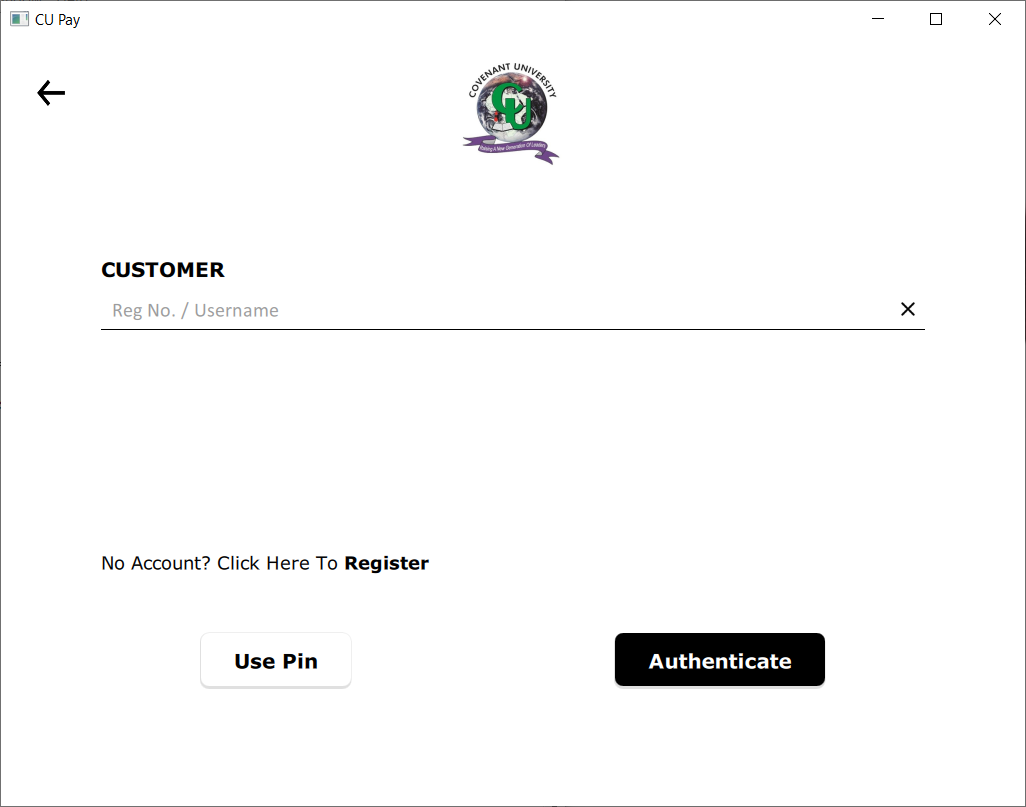 CU Pay
COVENANT UNIVERSITY
CU
Raising A New Generation Of Leaders
CUSTOMER
Reg No. / Username
No Account? Click Here To Register
Use Pin
Authenticate